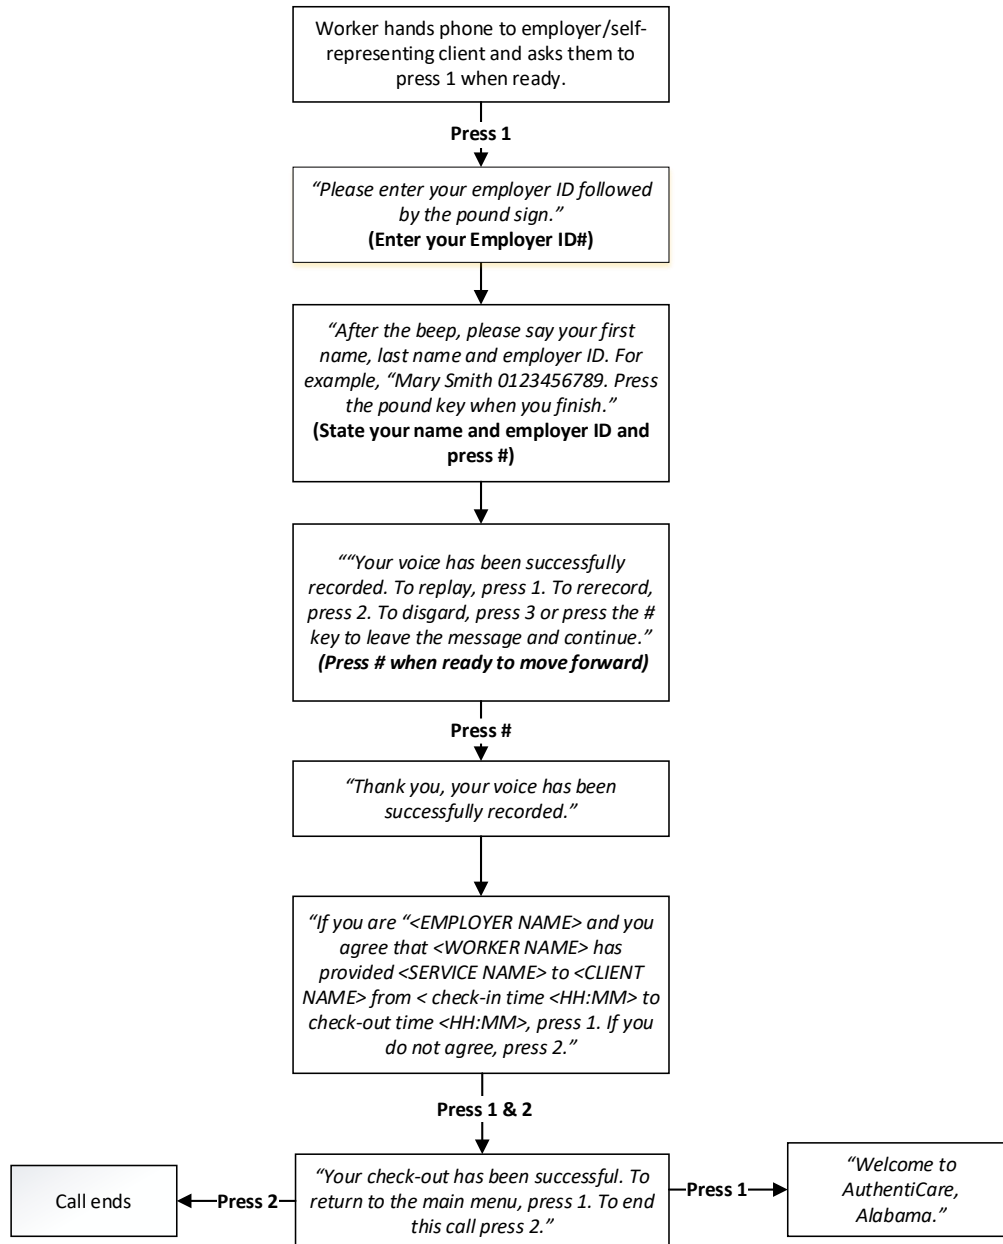 Worker hands phone to employer/self-
representing client and asks them to
press 1 when ready.
Press 1
“Please enter your employer ID followed
by the pound sign.”
(Enter your Employer ID#)
“After the beep, please say your first
name, last name and employer ID. For
example, “Mary Smith 0123456789. Press
the pound key when you finish.”
(State your name and employer ID and
press #)
““Your voice has been successfully
recorded. To replay, press 1. To rerecord,
press 2. To disgard, press 3 or press the #
key to leave the message and continue.”
(Press # when ready to move forward)
Press #
“Thank you, your voice has been
successfully recorded.”
“If you are “<EMPLOYER NAME> and you
agree that <WORKER NAME> has
provided <SERVICE NAME> to <CLIENT
NAME> from < check-in time <HH:MM> to
check-out time <HH:MM>, press 1. If you
do not agree, press 2.”
Press 1 & 2
Call ends
Press 2
“Your check-out has been successful. To
return to the main menu, press 1. To end
this call press 2.”
Press 1
“Welcome to
AuthentiCare,
Alabama.”